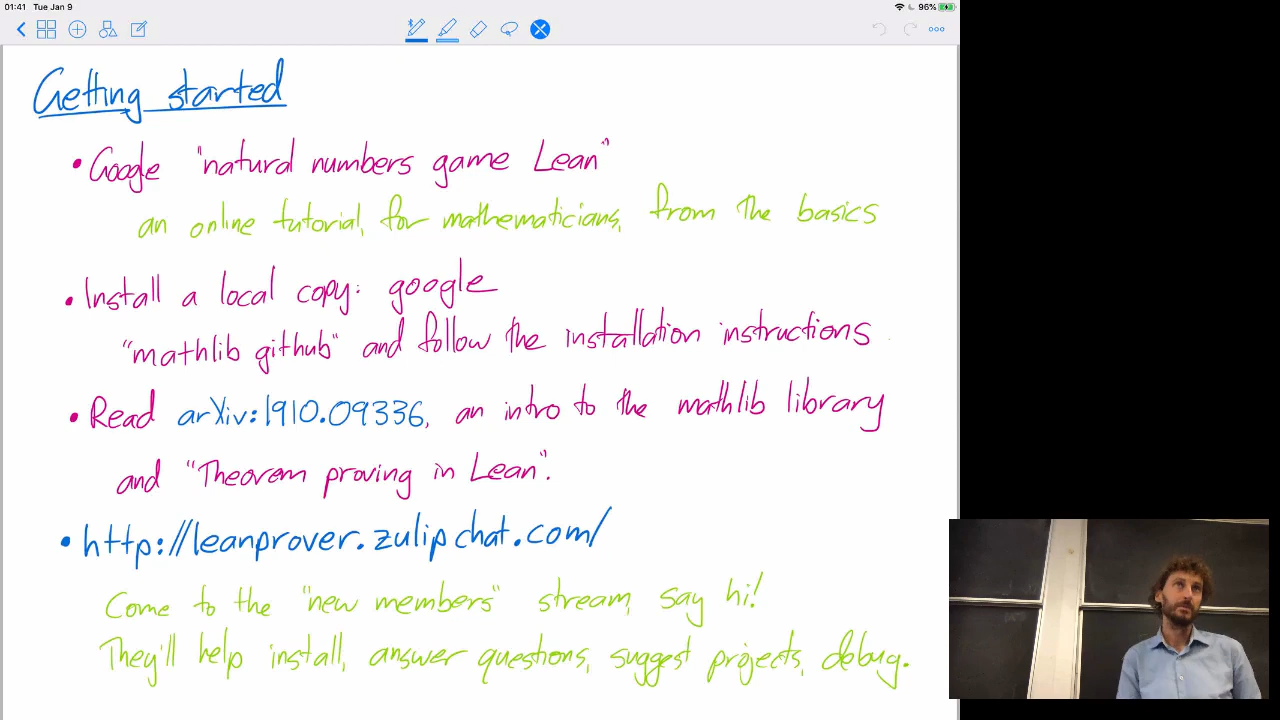 01:41 Tue Jan 9 96%
Getting started
• Google "natural numbers game Lean"
an online tutorial, for mathematicians, from the basics
• Install a local copy: google
"mathlib github" and follow the installation instructions
• Read arXiv:1910.09336, an intro to the mathlib library
and "Theorem proving in Lean".
• http://leanprover.zulipchat.com/
Come to the "new members" stream, say hi!
They'll help install, answer questions, suggest projects, debug.